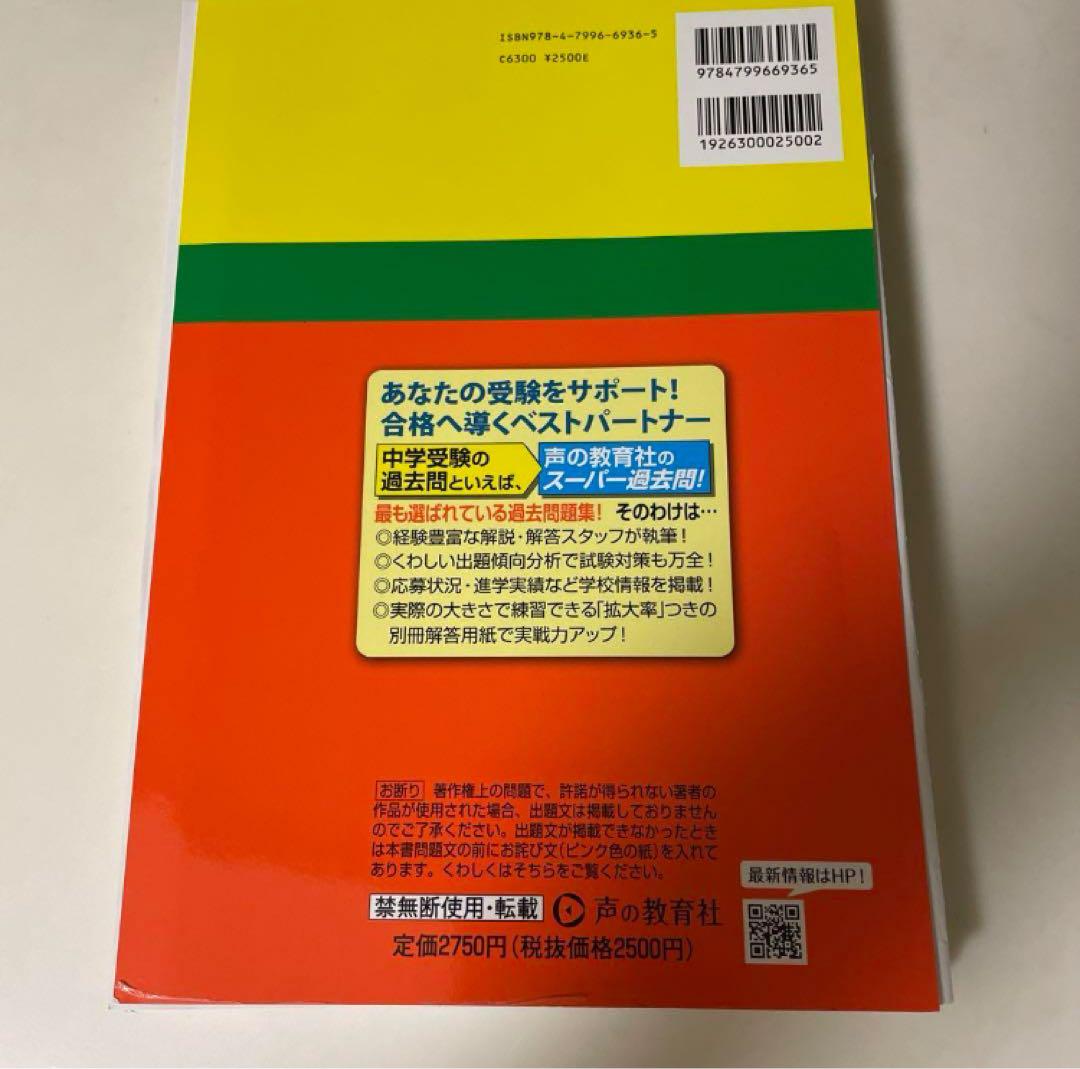 ISBN978-4-7996-6936-5
C6300 ¥2500E
9784799669365
1926300025002
あなたの受験をサポート!
合格へ導くベストパートナー
中学受験の
過去問といえば、
声の教育社の
スーパー過去問!
最も選ばれている過去問題集! そのわけは…
◎経験豊富な解説・解答スタッフが執筆!
◎くわしい出題傾向分析で試験対策も万全!
◎応募状況・進学実績など学校情報を掲載!
◎実際の大きさで練習できる「拡大率」つきの
別冊解答用紙で実戦力アップ!
お断り 著作権上の問題で、許諾が得られない著者の
作品が使用された場合、出題文は掲載しておりません
のでご了承ください。出題文が掲載できなかったときは
本書問題文の前にお詫び文(ピンク色の紙)を入れて
あります。くわしくはそちらをご覧ください。
最新情報はHP!
禁無断使用・転載 声の教育社
定価2750円(税抜価格2500円)